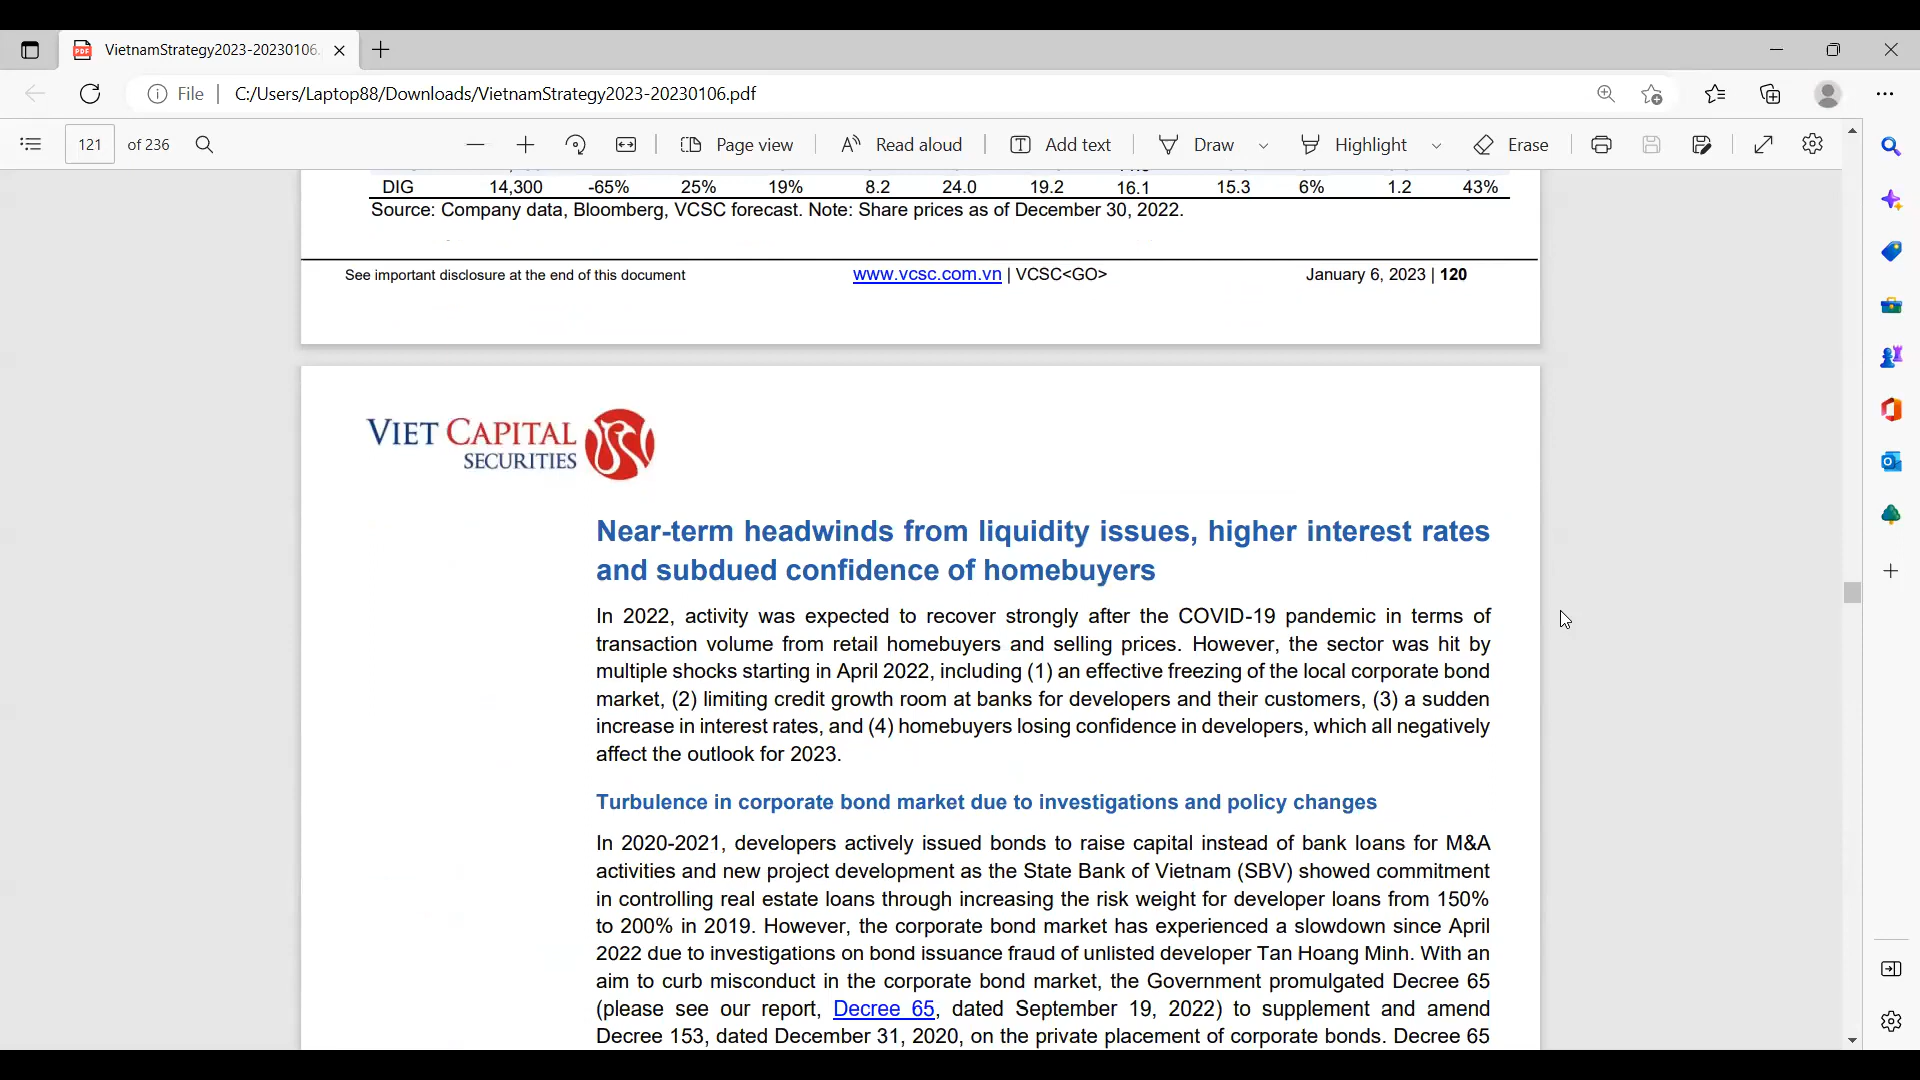 VietnamStrategy2023-20230106.
File
C:/Users/Laptop88/Downloads/VietnamStrategy2023-20230106.pdf
121 of 236
Page view
Read aloud
Add text
Draw
Highlight
Erase
DIG 14,300 -65% 25% 19% 8.2 24.0 19.2 16.1 15.3 6% 1.2 43%
Source: Company data, Bloomberg, VCSC forecast. Note: Share prices as of December 30, 2022.
See important disclosure at the end of this document
www.vcsc.com.vn | VCSC<GO>
January 6, 2023 | 120
VIET CAPITAL
SECURITIES
Near-term headwinds from liquidity issues, higher interest rates
and subdued confidence of homebuyers
In 2022, activity was expected to recover strongly after the COVID-19 pandemic in terms of
transaction volume from retail homebuyers and selling prices. However, the sector was hit by
multiple shocks starting in April 2022, including (1) an effective freezing of the local corporate bond
market, (2) limiting credit growth room at banks for developers and their customers, (3) a sudden
increase in interest rates, and (4) homebuyers losing confidence in developers, which all negatively
affect the outlook for 2023.
Turbulence in corporate bond market due to investigations and policy changes
In 2020-2021, developers actively issued bonds to raise capital instead of bank loans for M&A
activities and new project development as the State Bank of Vietnam (SBV) showed commitment
in controlling real estate loans through increasing the risk weight for developer loans from 150%
to 200% in 2019. However, the corporate bond market has experienced a slowdown since April
2022 due to investigations on bond issuance fraud of unlisted developer Tan Hoang Minh. With an
aim to curb misconduct in the corporate bond market, the Government promulgated Decree 65
(please see our report, Decree 65, dated September 19, 2022) to supplement and amend
Decree 153, dated December 31, 2020, on the private placement of corporate bonds. Decree 65